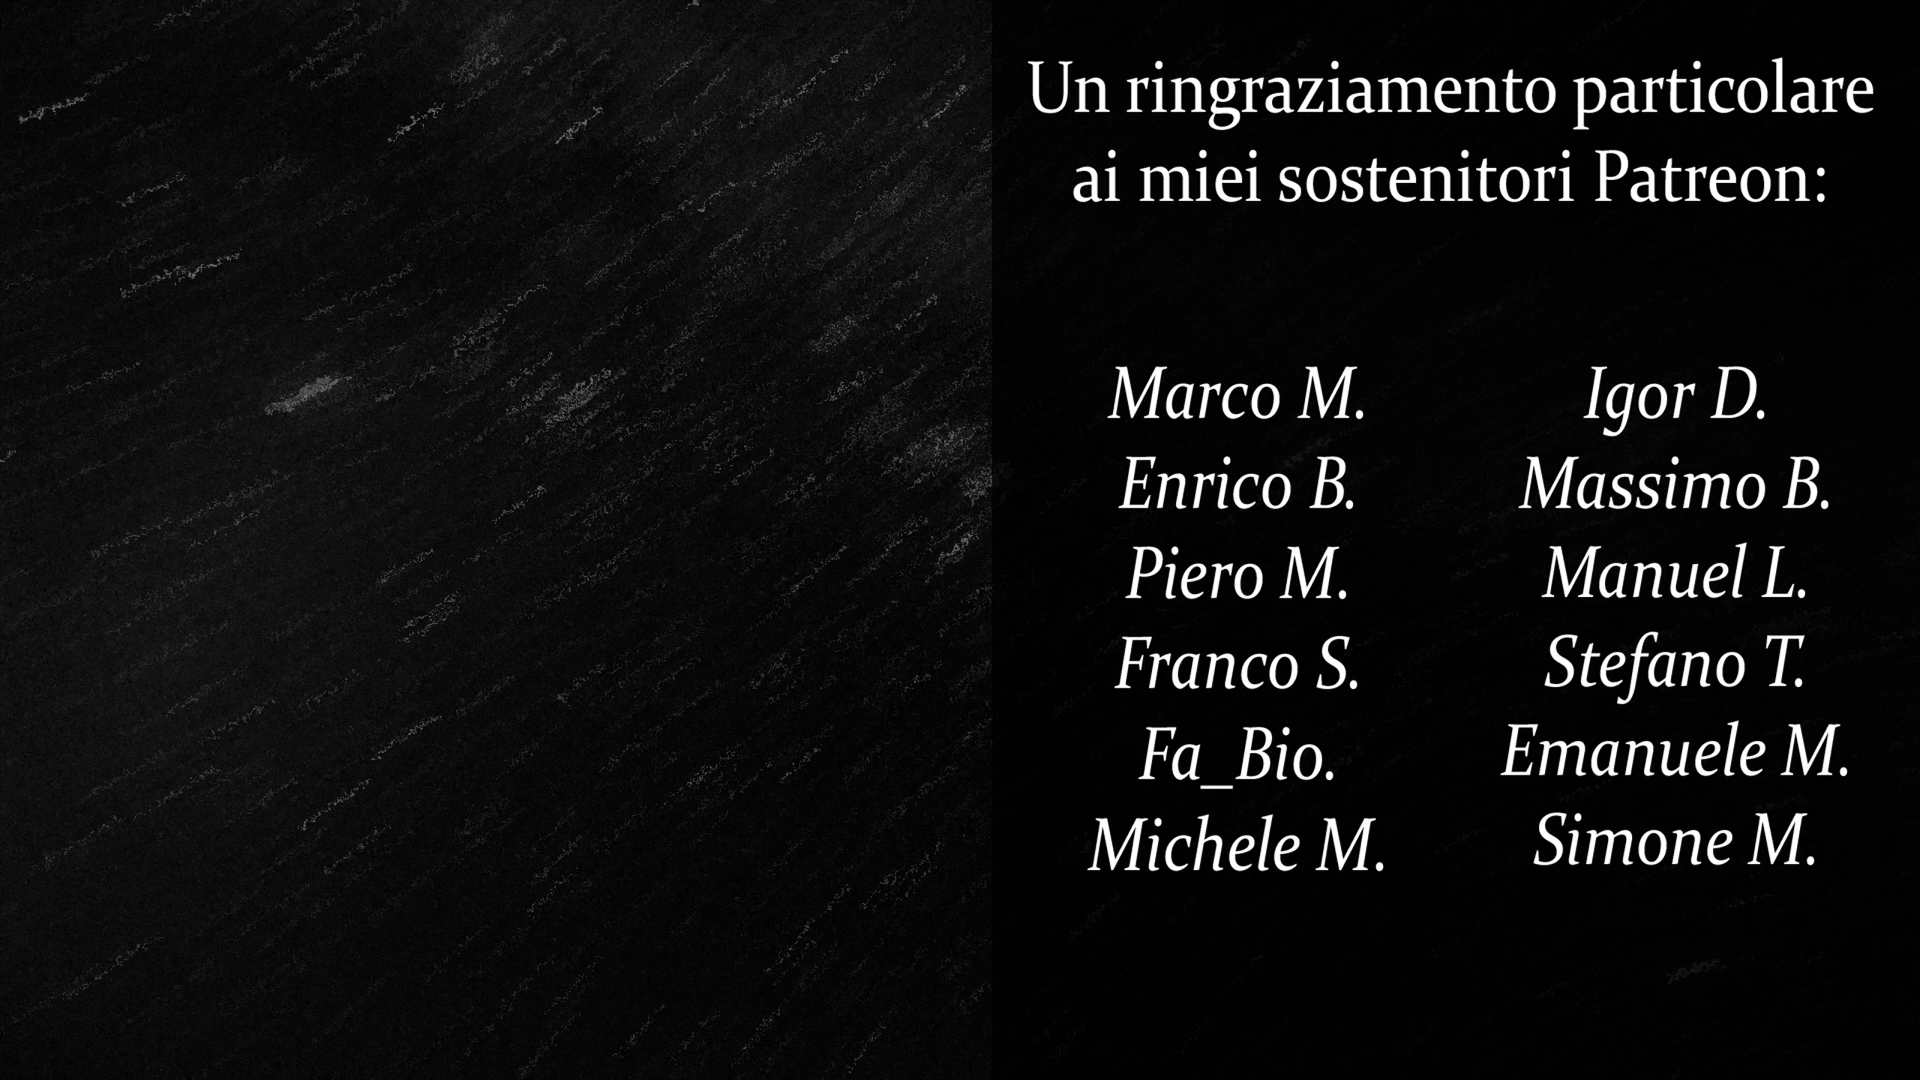 Un ringraziamento particolare
ai miei sostenitori Patreon:
Marco M.
Enrico B.
Piero M.
Franco S.
Fa_Bio.
Michele M.
Igor D.
Massimo B.
Manuel L.
Stefano T.
Emanuele M.
Simone M.